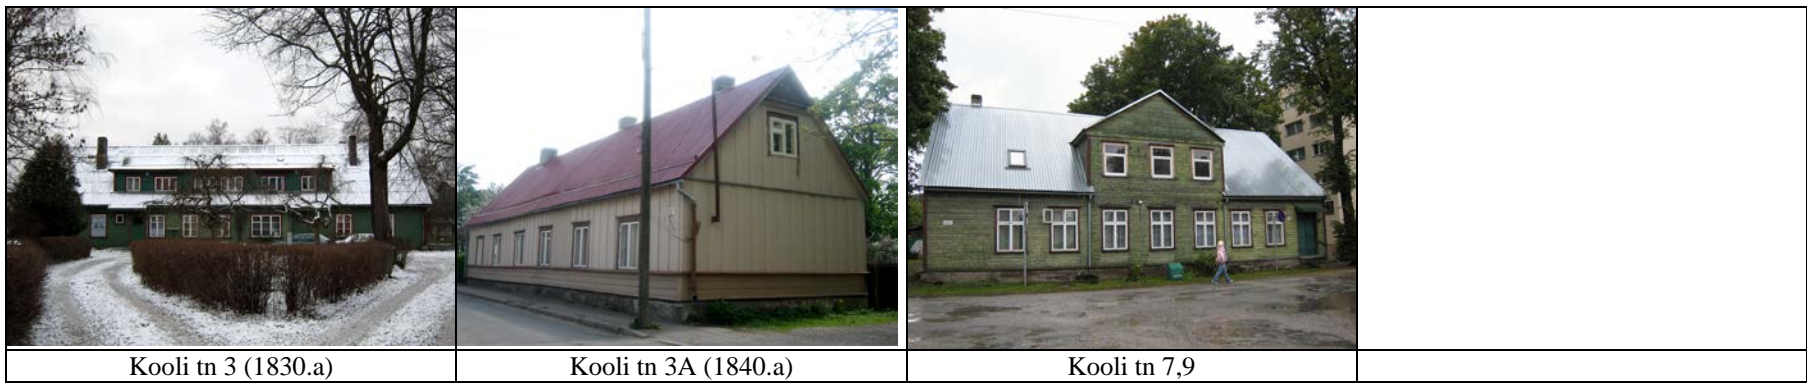 Kooli tn 3 (1830.a)
Kooli tn 3A (1840.a)
Kooli tn 7,9